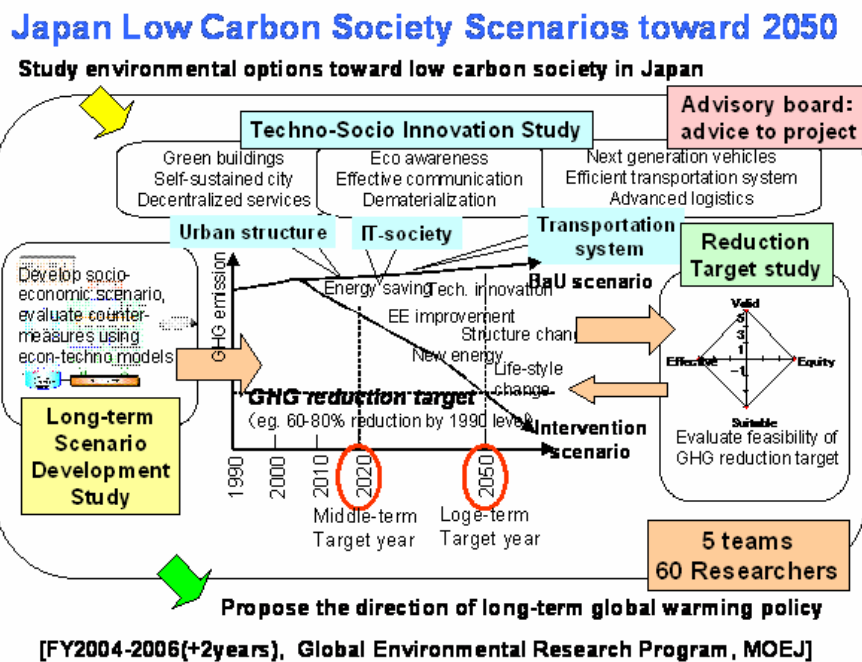 Japan Low Carbon Society Scenarios toward 2050
Study environmental options toward low carbon society in Japan
Advisory board:
advice to project
Techno-Socio Innovation Study
Green buildings
Self-sustained city
Decentralized services
Eco awareness
Effective communication
Dematerialization
Next generation vehicles
Efficient transportation system
Advanced logistics
Urban structure
IT-society
Transportation
system
Reduction
Target study
Develop socio-
economic scenario,
evaluate counter-
measures using
econ-techno models
Long-term
Scenario
Development
Study
GHG emission
BaU scenario
Energy saving
Tech. innovation
EE improvement
Structure chan
New energy
Life-style
change
GHG reduction target
(eg. 60-80% reduction by 1990 level)
Intervention
scenario
1990
2000
2010
2020
2050
Middle-term
Target year
Loge-term
Target year
Valid
5
3
1
-1
Effective
Equity
Suitable
Evaluate feasibility of
GHG reduction target
5 teams
60 Researchers
Propose the direction of long-term global warming policy
[FY2004-2006(+2years), Global Environmental Research Program, MOEJ]